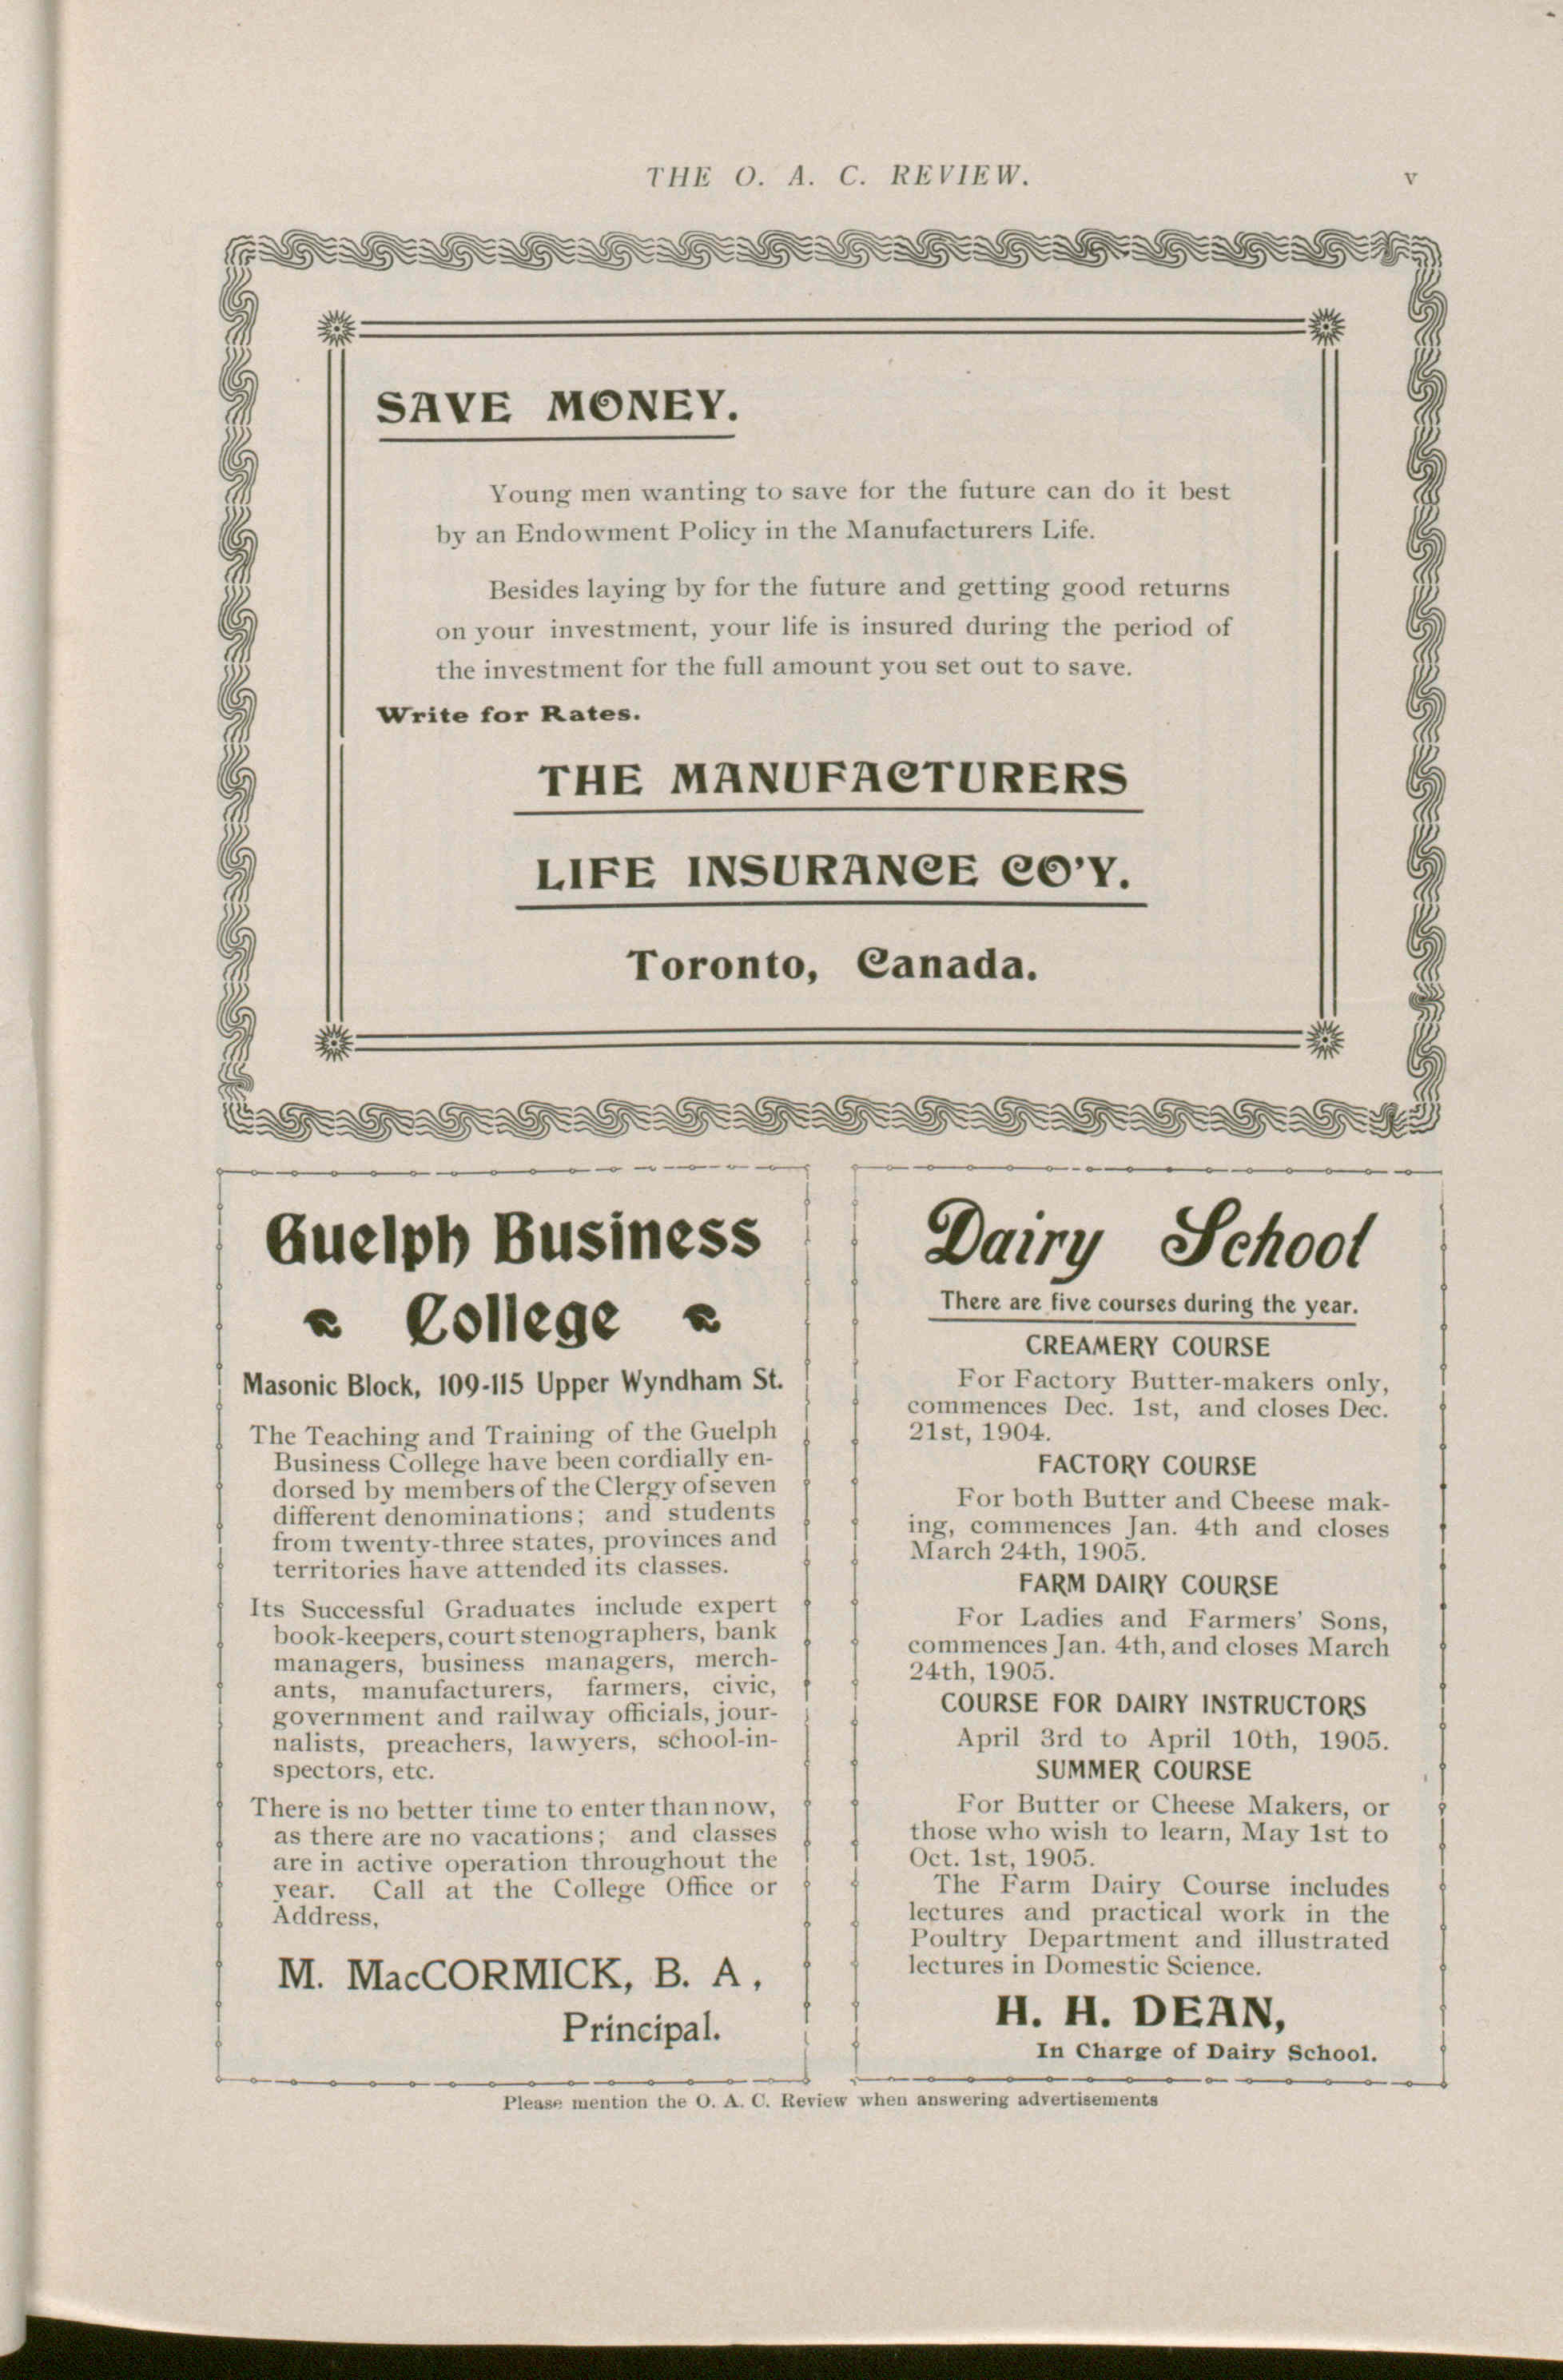 THE O. A. C. REVIEW. v
SAVE MONEY.
Young men wanting to save for the future can do it best
by an Endowment Policy in the Manufacturers Life.
Besides laying by for the future and getting good returns
on your investment, your life is insured during the period of
the investment for the full amount you set out to save.
Write for Rates.
THE MANUFACTURERS
LIFE INSURANCE CO'Y.
Toronto, Canada.
Guelph Business
College
Masonic Block, 109-115 Upper Wyndham St.
The Teaching and Training of the Guelph
Business College have been cordially en-
dorsed by members of the Clergy of seven
different denominations; and students
from twenty-three states, provinces and
territories have attended its classes.
Its Successful Graduates include expert
book-keepers, court stenographers, bank
managers, business managers, merch-
ants, manufacturers, farmers, civic,
government and railway officials, jour-
nalists, preachers, lawyers, school-in-
spectors, etc.
There is no better time to enter than now,
as there are no vacations; and classes
are in active operation throughout the
year. Call at the College Office or
Address,
M. MacCORMICK, B. A,
Principal.
Dairy School
There are five courses during the year.
CREAMERY COURSE
For Factory Butter-makers only,
commences Dec. 1st, and closes Dec.
21st, 1904.
FACTORY COURSE
For both Butter and Cheese mak-
ing, commences Jan. 4th and closes
March 24th, 1905.
FARM DAIRY COURSE
For Ladies and Farmers' Sons,
commences Jan. 4th, and closes March
24th, 1905.
COURSE FOR DAIRY INSTRUCTORS
April 3rd to April 10th, 1905.
SUMMER COURSE
For Butter or Cheese Makers, or
those who wish to learn, May 1st to
Oct. 1st, 1905.
The Farm Dairy Course includes
lectures and practical work in the
Poultry Department and illustrated
lectures in Domestic Science.
H. H. DEAN,
In Charge of Dairy School.
Please mention the O. A. C. Review when answering advertisements